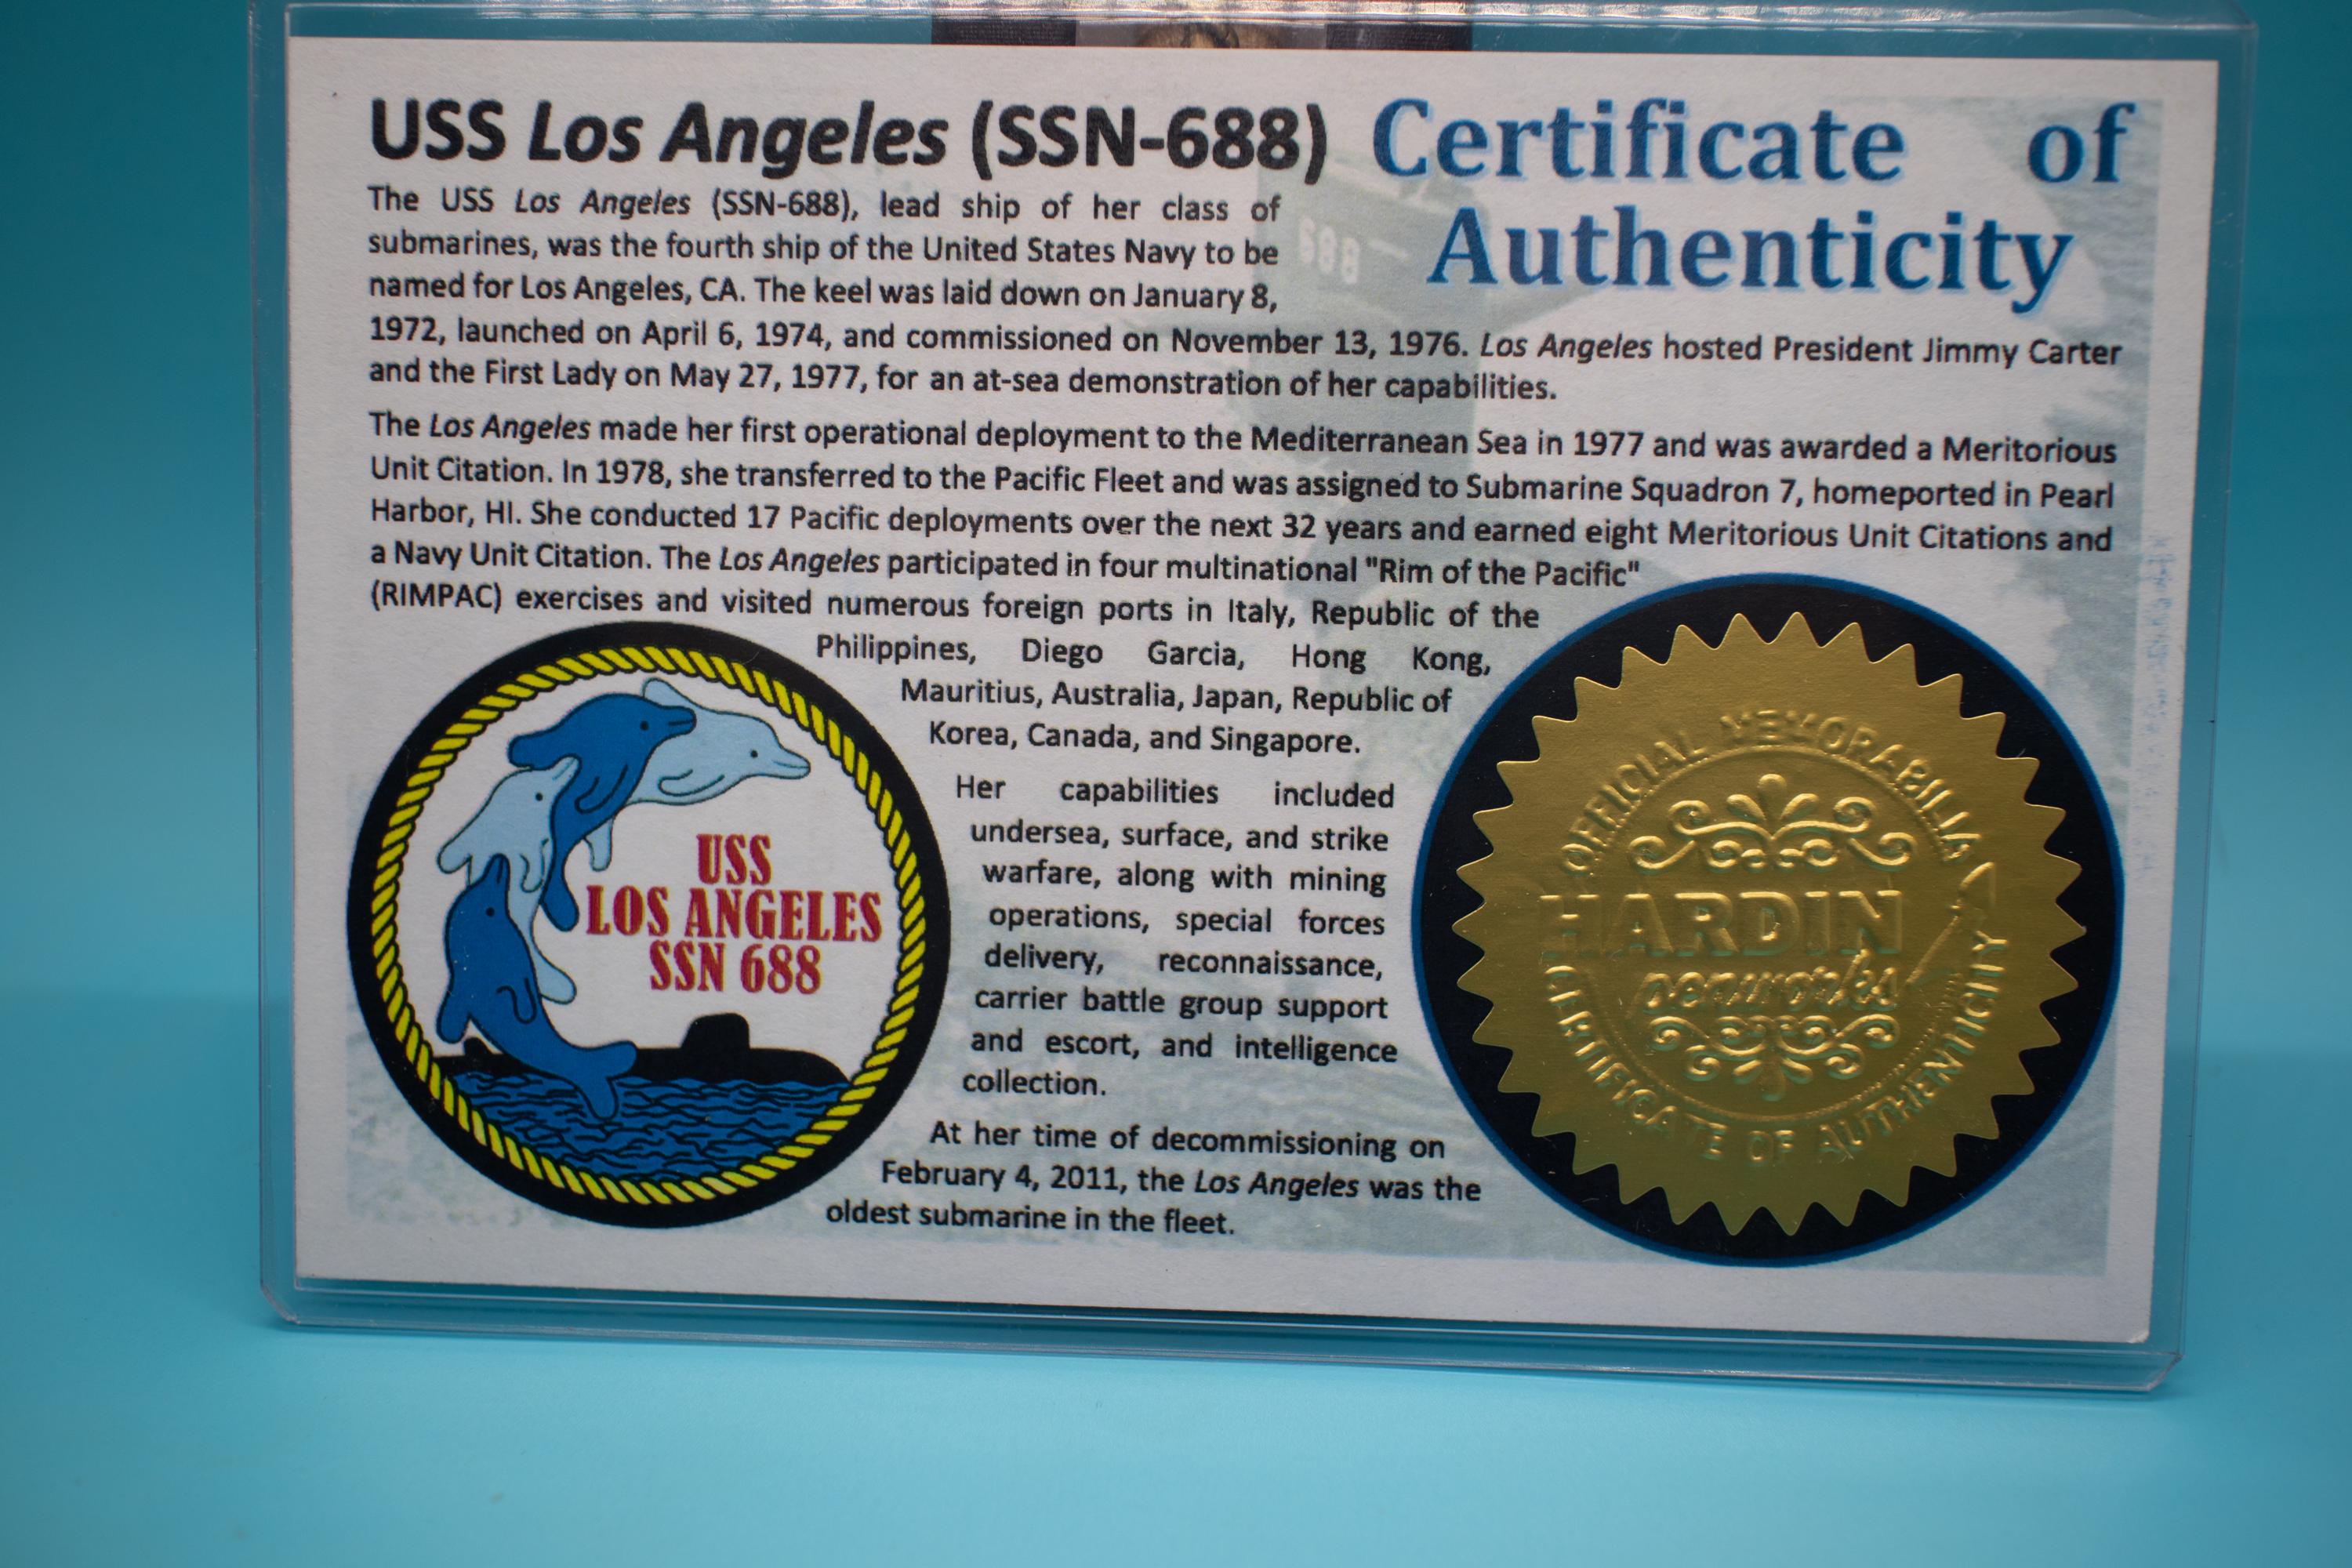 USS Los Angeles (SSN-688)
Certificate of
Authenticity
The USS Los Angeles (SSN-688), lead ship of her class of
submarines, was the fourth ship of the United States Navy to be
named for Los Angeles, CA. The keel was laid down on January 8,
1972, launched on April 6, 1974, and commissioned on November 13, 1976. Los Angeles hosted President Jimmy Carter
and the First Lady on May 27, 1977, for an at-sea demonstration of her capabilities.
The Los Angeles made her first operational deployment to the Mediterranean Sea in 1977 and was awarded a Meritorious
Unit Citation. In 1978, she transferred to the Pacific Fleet and was assigned to Submarine Squadron 7, homeported in Pearl
Harbor, HI. She conducted 17 Pacific deployments over the next 32 years and earned eight Meritorious Unit Citations and
a Navy Unit Citation. The Los Angeles participated in four multinational "Rim of the Pacific"
(RIMPAC) exercises and visited numerous foreign ports in Italy, Republic of the
Philippines, Diego Garcia, Hong Kong,
Mauritius, Australia, Japan, Republic of
Korea, Canada, and Singapore.
Her capabilities included
undersea, surface, and strike
warfare, along with mining
operations, special forces
delivery, reconnaissance,
carrier battle group support
and escort, and intelligence
collection.
At her time of decommissioning on
February 4, 2011, the Los Angeles was the
oldest submarine in the fleet.
USS
LOS ANGELES
SSN 688
OFFICIAL MEMORABILIA
HARDIN
penworks
CERTIFICATE OF AUTHENTICITY
688